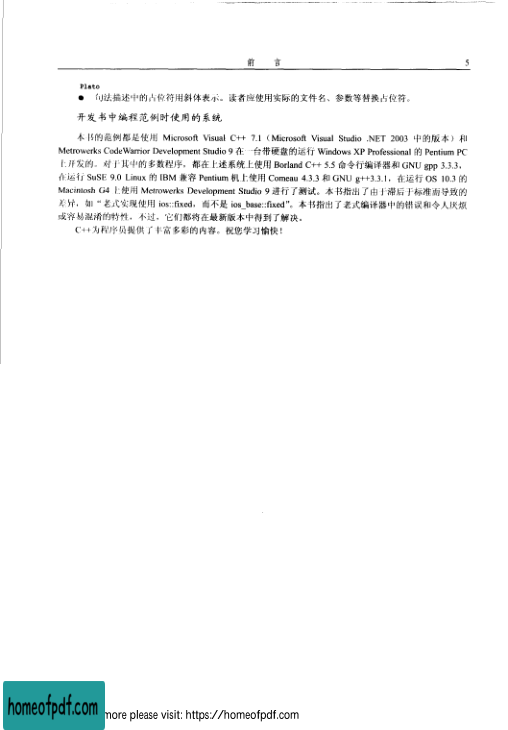 前 言 5
Plato
● 句法描述中的占位符用斜体表示。读者应使用实际的文件名、参数等替换占位符。
开发书中编程范例时使用的系统
本书的范例都是使用 Microsoft Visual C++ 7.1（Microsoft Visual Studio .NET 2003 中的版本）和
Metrowerks CodeWarrior Development Studio 9 在一台带硬盘的运行 Windows XP Professional 的 Pentium PC
上开发的。对于其中的多数程序，都在上述系统上使用 Borland C++ 5.5 命令行编译器和 GNU gpp 3.3.3，
在运行 SuSE 9.0 Linux 的 IBM 兼容 Pentium 机上使用 Comeau 4.3.3 和 GNU g++3.3.1，在运行 OS 10.3 的
Macintosh G4 上使用 Metrowerks Development Studio 9 进行了测试。本书指出了由于滞后于标准而导致的
差异，如“老式实现使用 ios::fixed，而不是 ios_base::fixed”。本书指出了老式编译器中的错误和令人厌烦
或容易混淆的特性，不过，它们都将在最新版本中得到了解决。
C++为程序员提供了丰富多彩的内容。祝您学习愉快！
homeofpdf.com
more please visit: https://homeofpdf.com